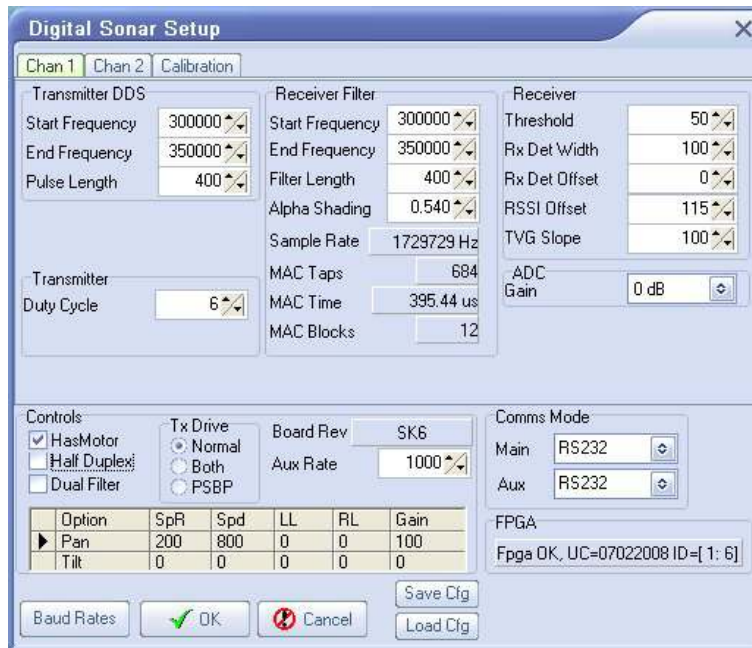 Digital Sonar Setup
Chan 1 Chan 2 Calibration
Transmitter DDS
Start Frequency 300000
End Frequency 350000
Pulse Length 400
Transmitter
Duty Cycle 6
Receiver Filter
Start Frequency 300000
End Frequency 350000
Filter Length 400
Alpha Shading 0.540
Sample Rate 1729729 Hz
MAC Taps 684
MAC Time 395.44 us
MAC Blocks 12
Receiver
Threshold 50
Rx Det Width 100
Rx Det Offset 0
RSSI Offset 115
TVG Slope 100
ADC
Gain 0 dB
Controls
HasMotor
Half Duplex
Dual Filter
Tx Drive
Normal
Both
PSBP
Board Rev SK6
Aux Rate 1000
Comms Mode
Main RS232
Aux RS232
Option SpR Spd LL RL Gain
Pan 200 800 0 0 100
Tilt 0 0 0 0 0
FPGA
Fpga OK, UC=07022008 ID=[ 1: 6]
Baud Rates OK Cancel
Save Cfg
Load Cfg